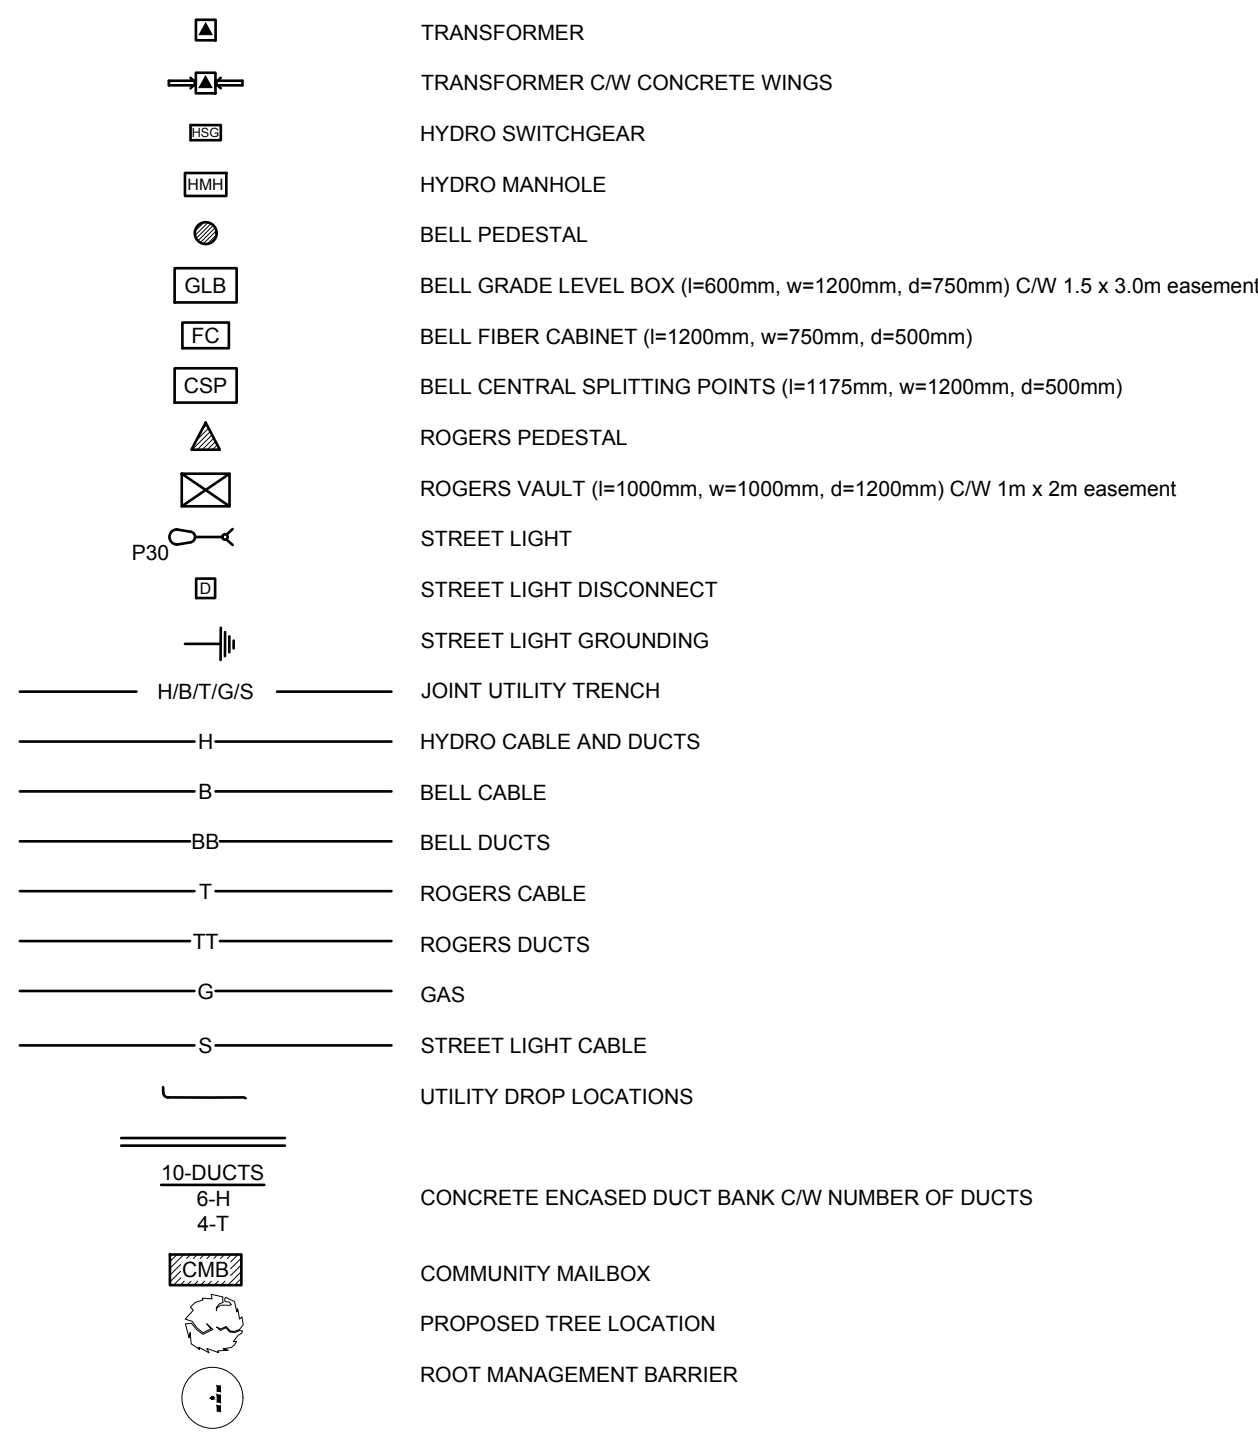 TRANSFORMER
TRANSFORMER C/W CONCRETE WINGS
HSG HYDRO SWITCHGEAR
HMH HYDRO MANHOLE
BELL PEDESTAL
GLB BELL GRADE LEVEL BOX (l=600mm, w=1200mm, d=750mm) C/W 1.5 x 3.0m easement
FC BELL FIBER CABINET (l=1200mm, w=750mm, d=500mm)
CSP BELL CENTRAL SPLITTING POINTS (l=1175mm, w=1200mm, d=500mm)
ROGERS PEDESTAL
ROGERS VAULT (l=1000mm, w=1000mm, d=1200mm) C/W 1m x 2m easement
P30 STREET LIGHT
D STREET LIGHT DISCONNECT
STREET LIGHT GROUNDING
H/B/T/G/S JOINT UTILITY TRENCH
H HYDRO CABLE AND DUCTS
B BELL CABLE
BB BELL DUCTS
T ROGERS CABLE
TT ROGERS DUCTS
G GAS
S STREET LIGHT CABLE
UTILITY DROP LOCATIONS
10-DUCTS
6-H CONCRETE ENCASED DUCT BANK C/W NUMBER OF DUCTS
4-T
CMB COMMUNITY MAILBOX
PROPOSED TREE LOCATION
ROOT MANAGEMENT BARRIER